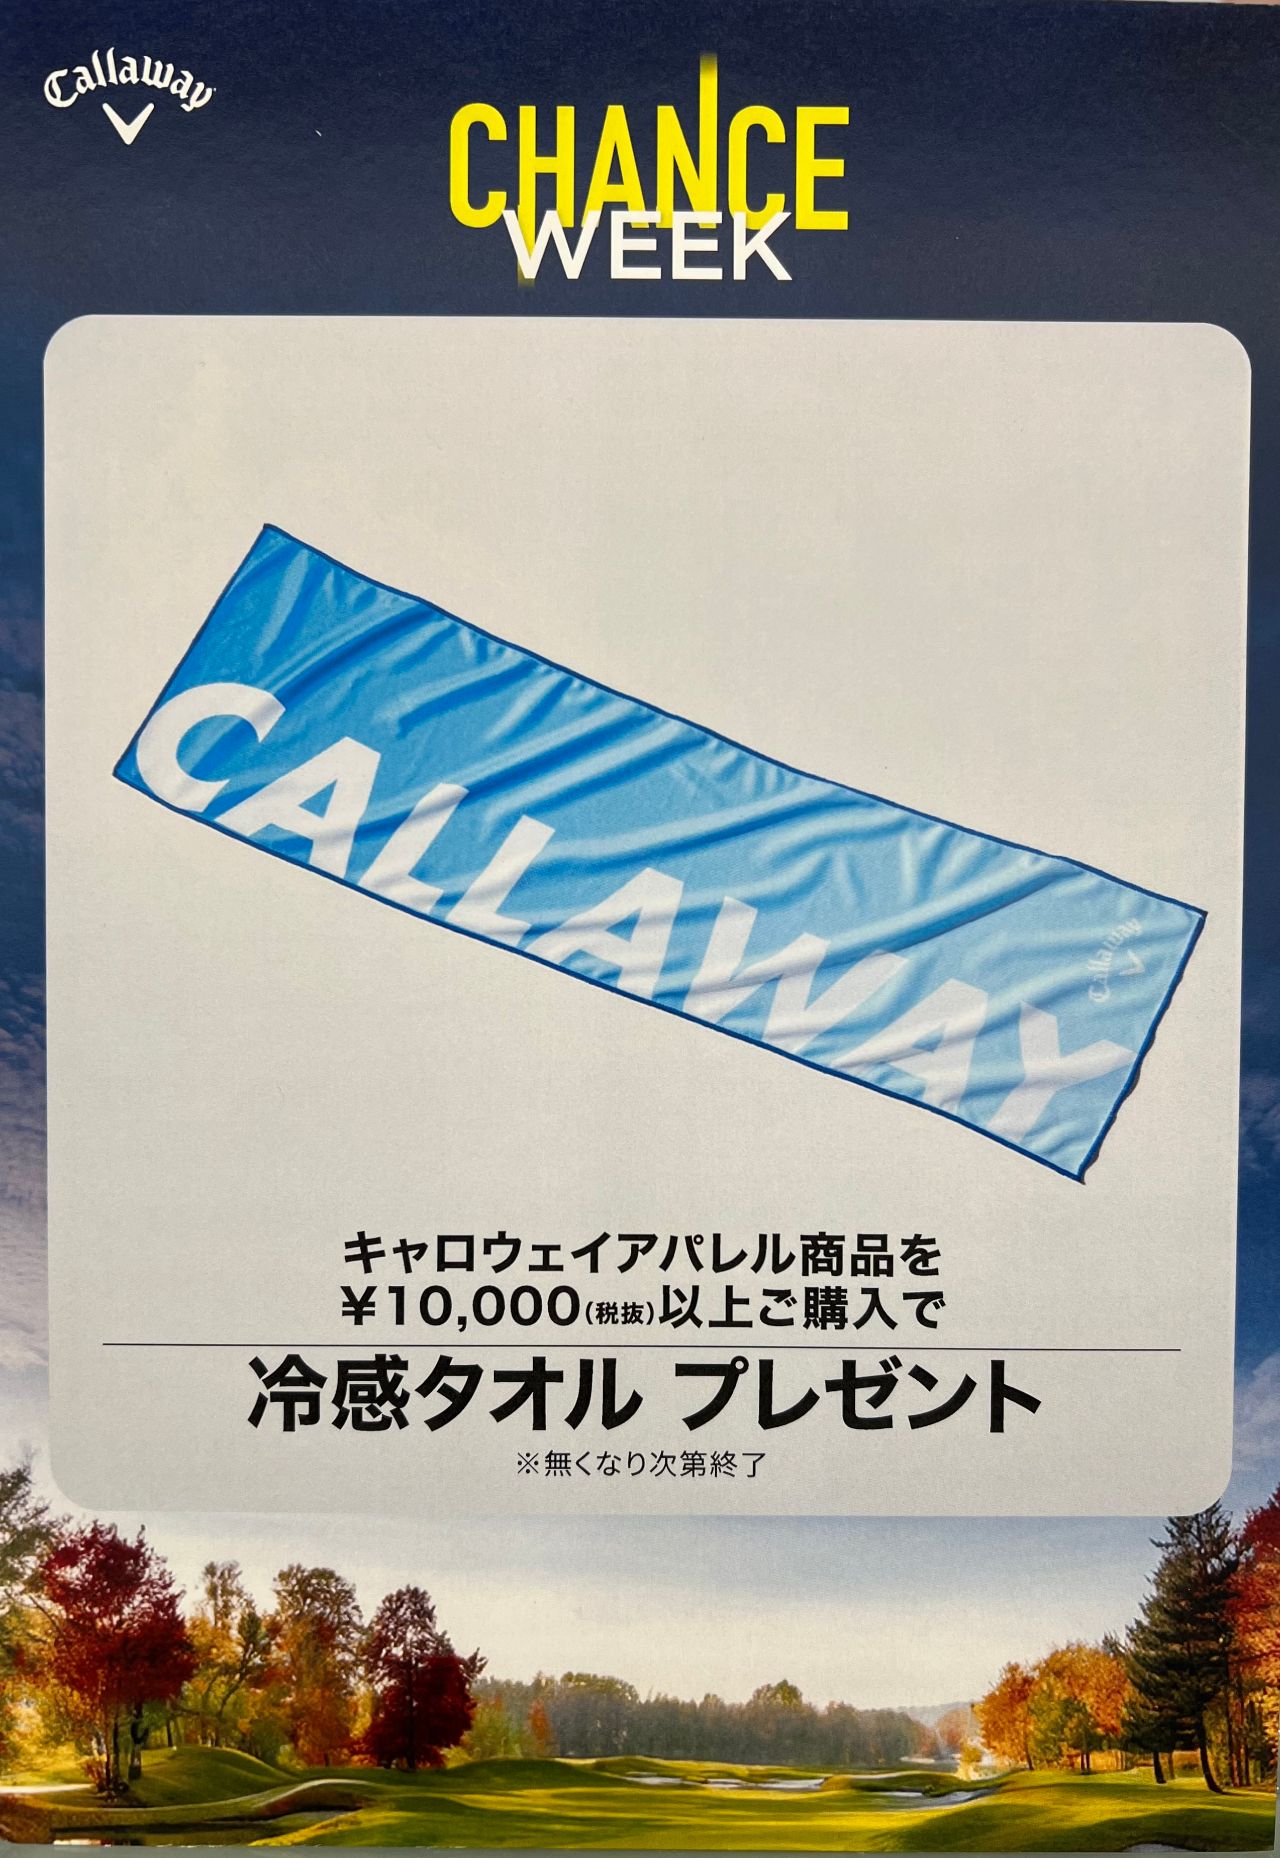 Callaway
CHANCE
WEEK
CALLAWAY
Callaway
キャロウェイアパレル商品を
¥10,000(税抜)以上ご購入で
冷感タオル プレゼント
※無くなり次第終了